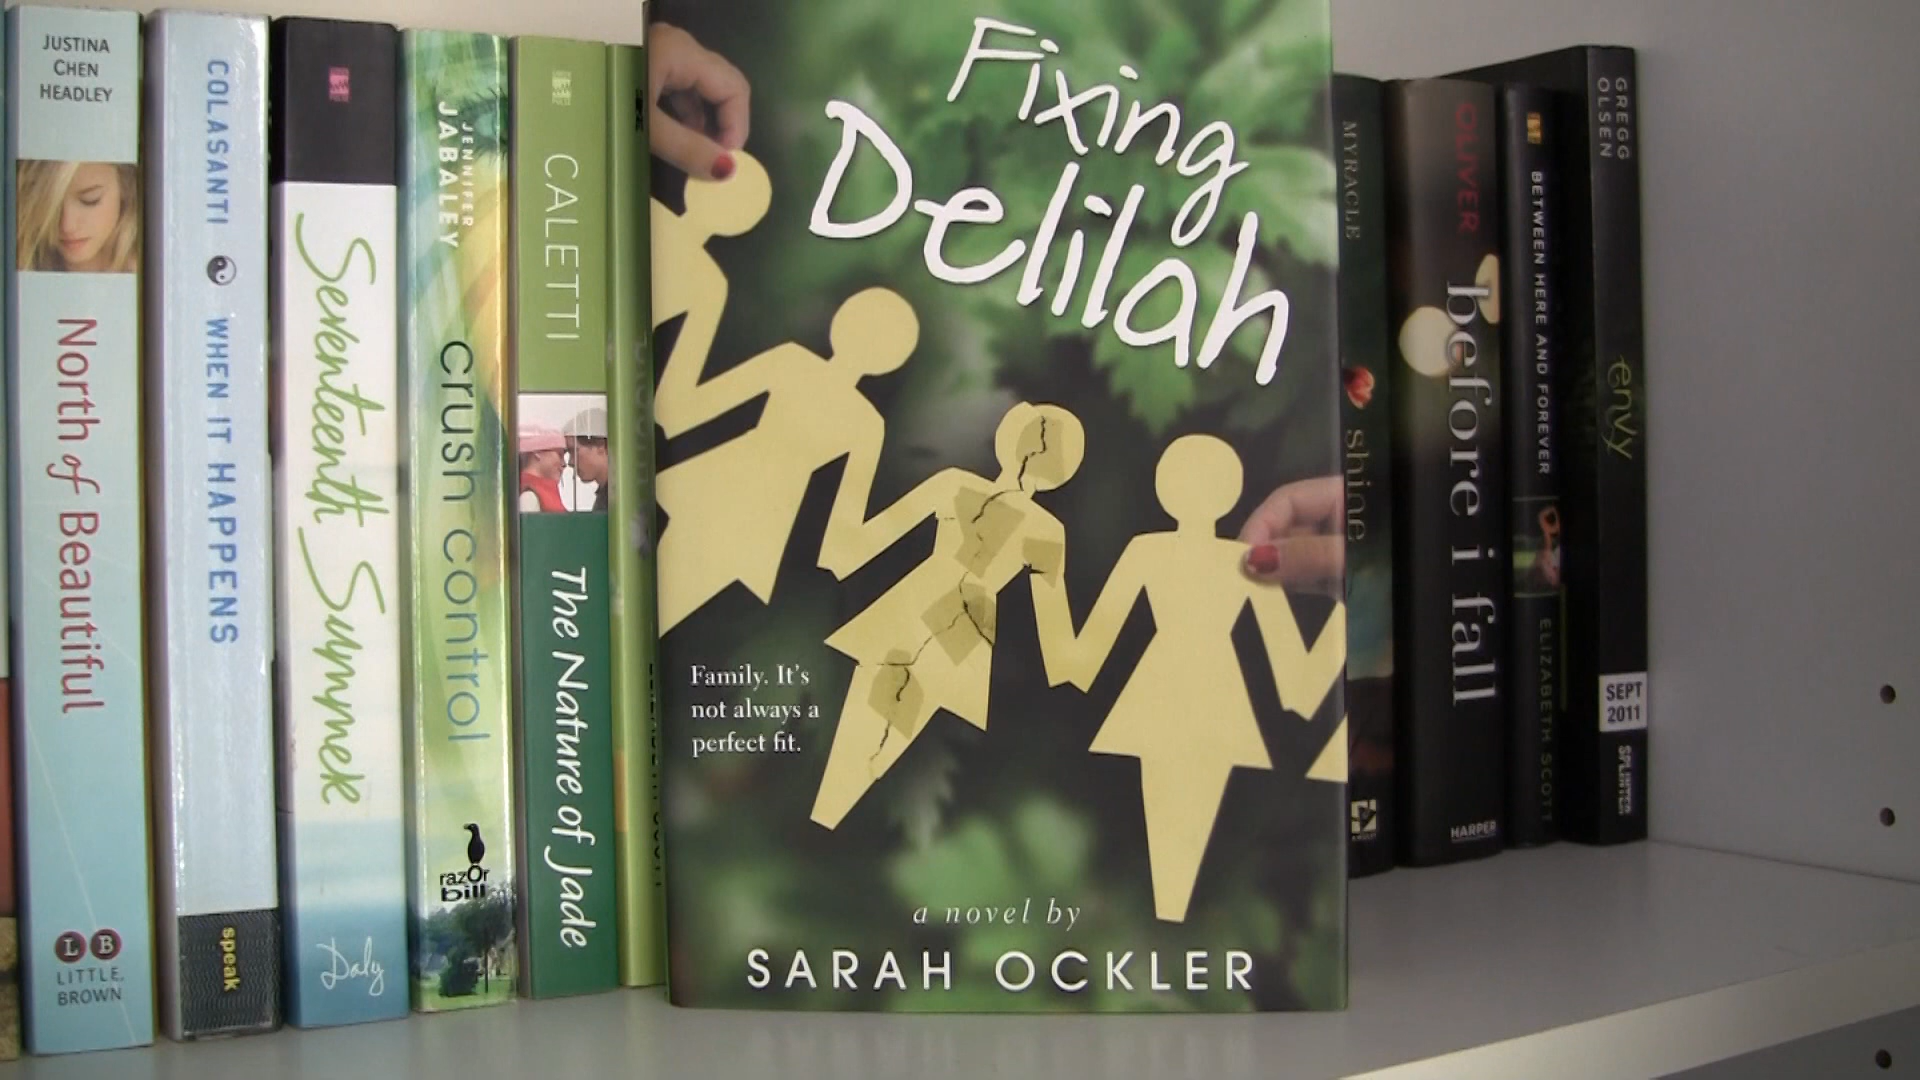 JUSTINA
CHEN
HEADLEY
North of Beautiful
L B
LITTLE,
BROWN
COLASANTI
WHEN IT HAPPENS
speak
Seventeenth Summer
Daly
JENNIFER
JABALEY
crush control
razOr
bill
CALETTI
The Nature of Jade
Fixing
Delilah
Family. It's
not always a
perfect fit.
a novel by
SARAH OCKLER
MYRACLE
shine
OLIVER
before i fall
HARPER
BETWEEN HERE AND FOREVER
ELIZABETH SCOTT
GREGG
OLSEN
envy
SEPT
2011
SPLINTER